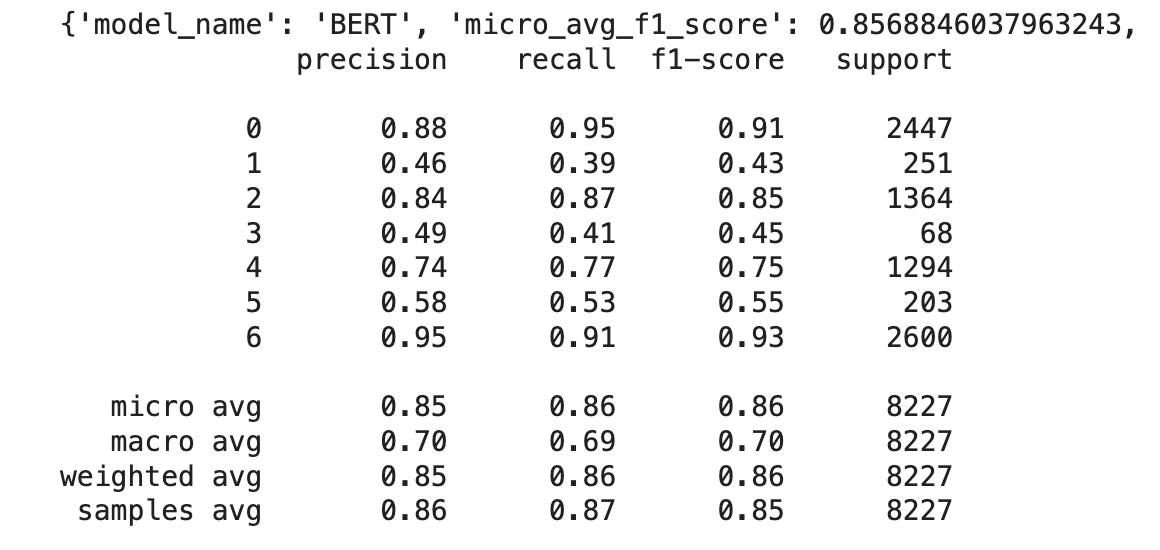 {'model_name': 'BERT', 'micro_avg_f1_score': 0.8568846037963243,
precision recall f1-score support
0 0.88 0.95 0.91 2447
1 0.46 0.39 0.43 251
2 0.84 0.87 0.85 1364
3 0.49 0.41 0.45 68
4 0.74 0.77 0.75 1294
5 0.58 0.53 0.55 203
6 0.95 0.91 0.93 2600
micro avg 0.85 0.86 0.86 8227
macro avg 0.70 0.69 0.70 8227
weighted avg 0.85 0.86 0.86 8227
samples avg 0.86 0.87 0.85 8227